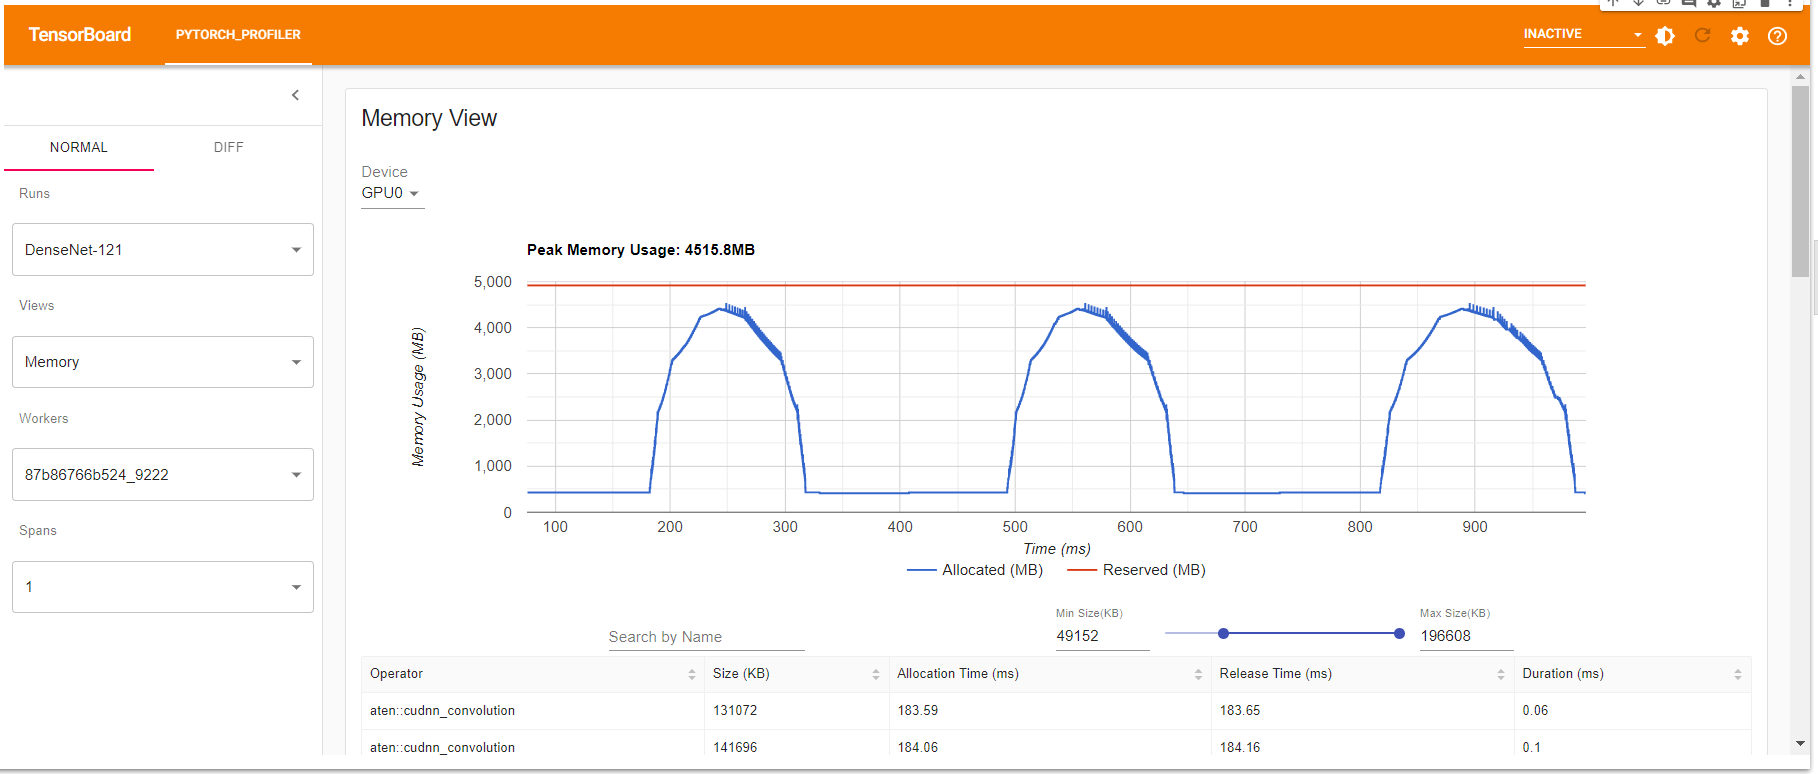 TensorBoard
PYTORCH_PROFILER
INACTIVE
NORMAL
DIFF
Runs
DenseNet-121
Views
Memory
Workers
87b86766b524_9222
Spans
1
Memory View
Device
GPU0
Peak Memory Usage: 4515.8MB
Memory Usage (MB)
5,000
4,000
3,000
2,000
1,000
0
100 200 300 400 500 600 700 800 900
Time (ms)
Allocated (MB) Reserved (MB)
Search by Name
Min Size(KB)
49152
Max Size(KB)
196608
Operator Size (KB) Allocation Time (ms) Release Time (ms) Duration (ms)
aten::cudnn_convolution 131072 183.59 183.65 0.06
aten::cudnn_convolution 141696 184.06 184.16 0.1